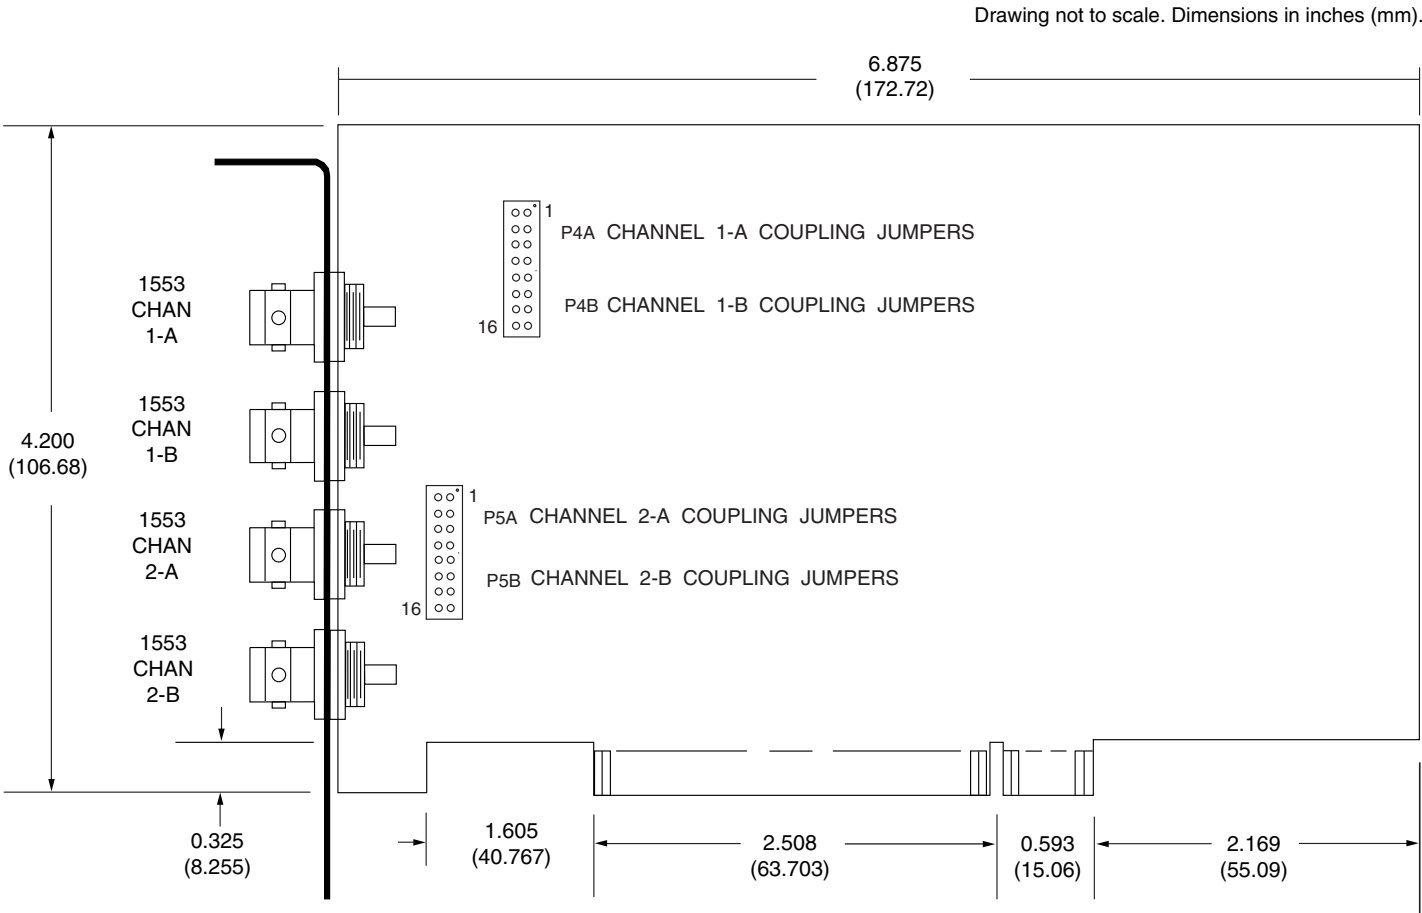 Drawing not to scale. Dimensions in inches (mm).
6.875
(172.72)
1
P4A CHANNEL 1-A COUPLING JUMPERS
P4B CHANNEL 1-B COUPLING JUMPERS
16
1553
CHAN
1-A
1553
CHAN
1-B
4.200
(106.68)
1
P5A CHANNEL 2-A COUPLING JUMPERS
P5B CHANNEL 2-B COUPLING JUMPERS
16
1553
CHAN
2-A
1553
CHAN
2-B
0.325
(8.255)
1.605
(40.767)
2.508
(63.703)
0.593
(15.06)
2.169
(55.09)